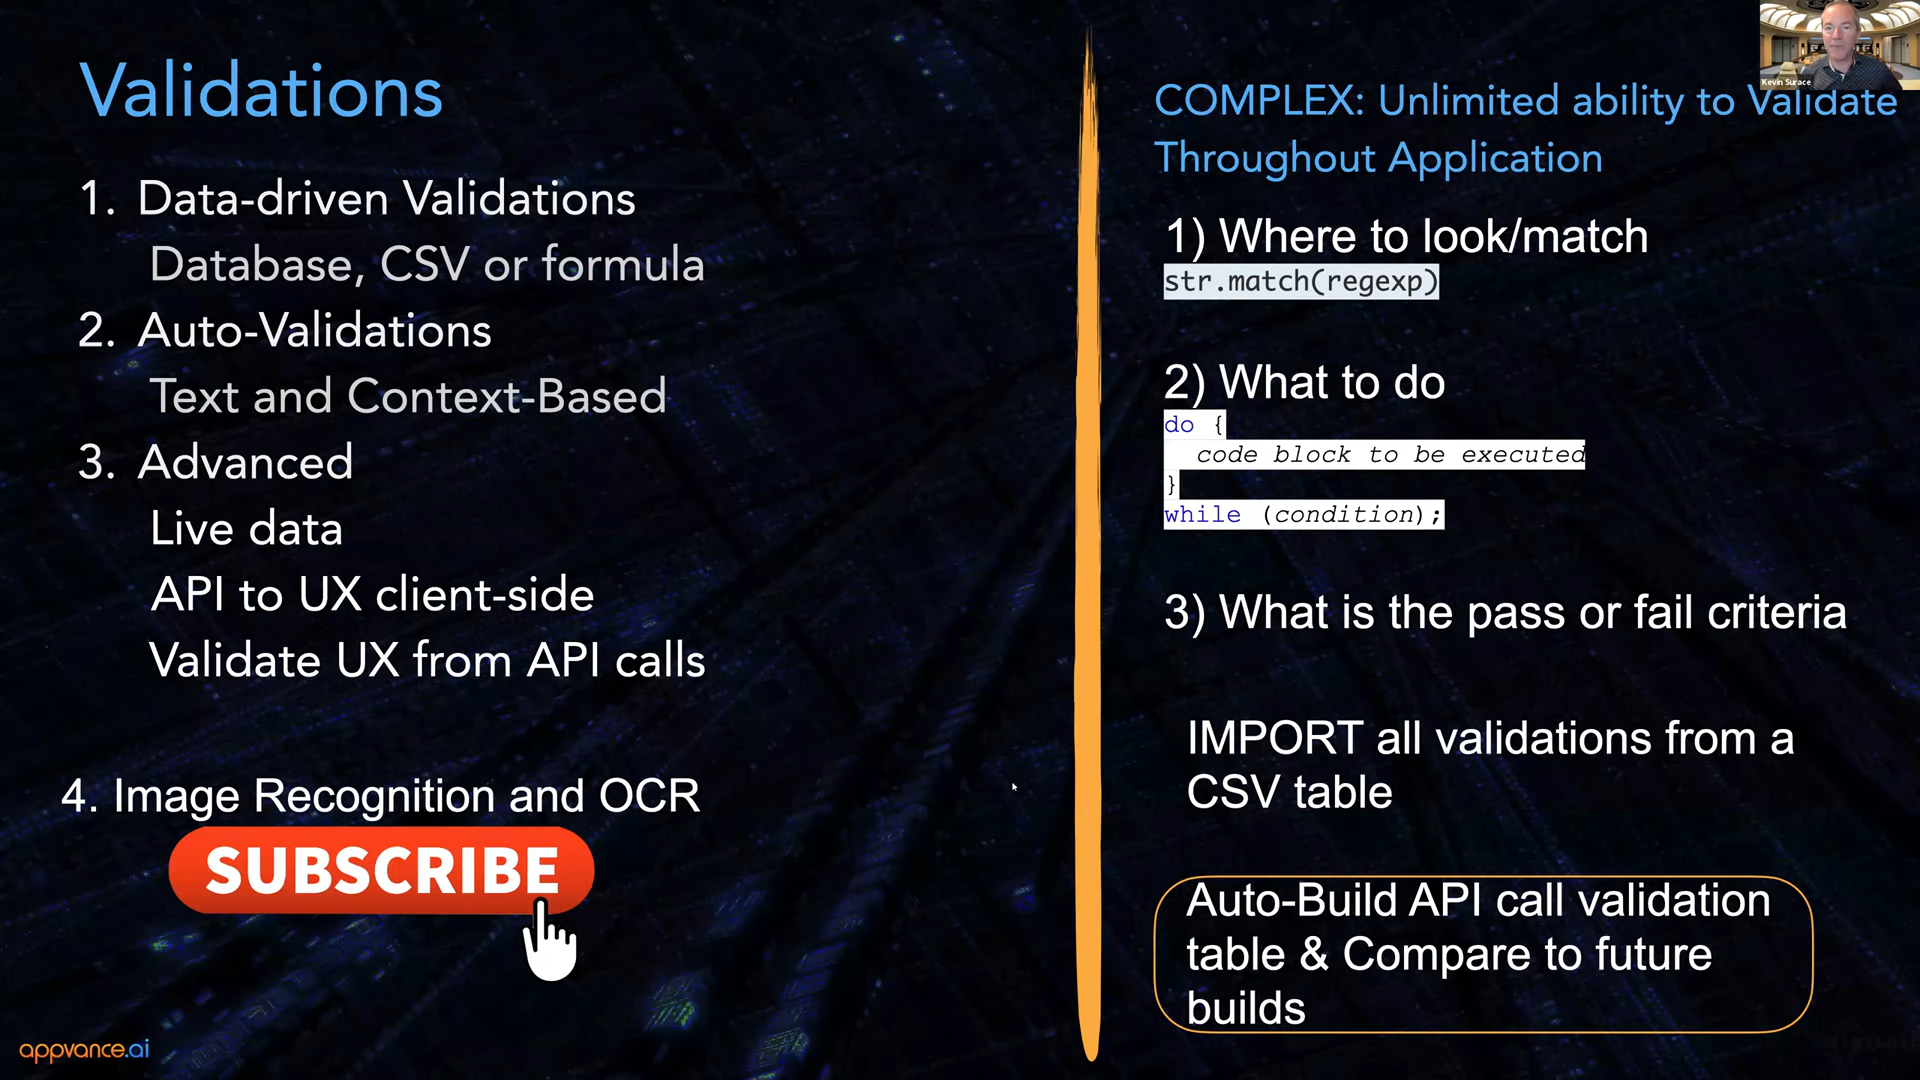 Validations
1. Data-driven Validations
Database, CSV or formula
2. Auto-Validations
Text and Context-Based
3. Advanced
Live data
API to UX client-side
Validate UX from API calls
4. Image Recognition and OCR
SUBSCRIBE
appvance.ai
Kevin Surace
COMPLEX: Unlimited ability to Validate
Throughout Application
1) Where to look/match
str.match(regexp)
2) What to do
do {
code block to be executed
}
while (condition);
3) What is the pass or fail criteria
IMPORT all validations from a
CSV table
Auto-Build API call validation
table & Compare to future
builds